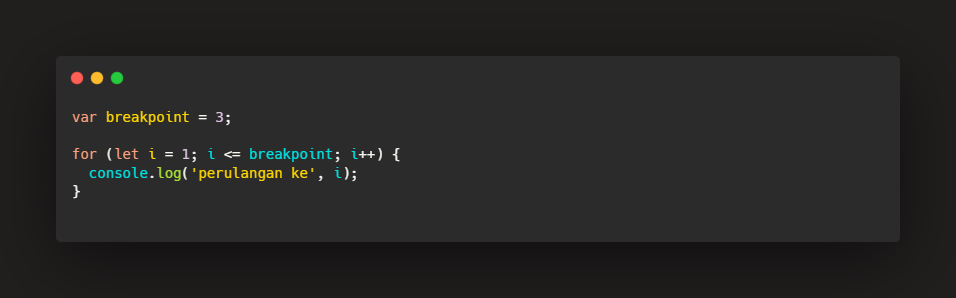 var breakpoint = 3;
for (let i = 1; i <= breakpoint; i++) {
  console.log('perulangan ke', i);
}